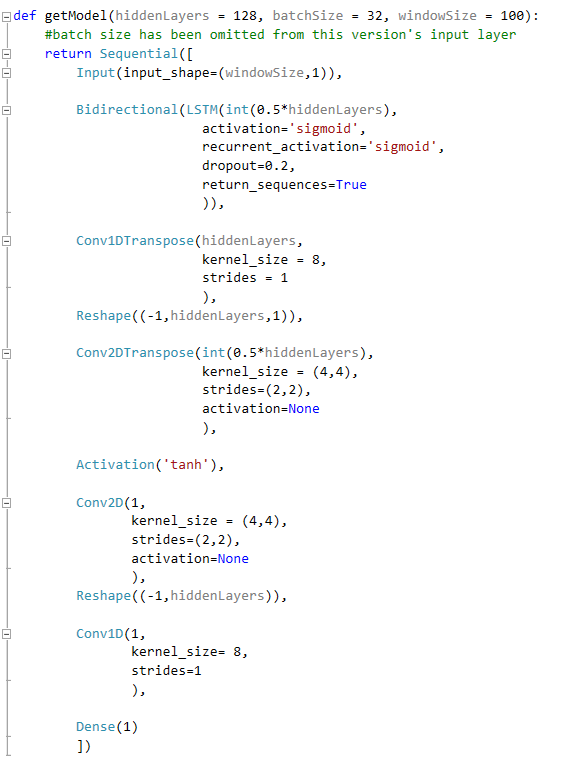 def getModel(hiddenLayers = 128, batchSize = 32, windowSize = 100):
    #batch size has been omitted from this version's input layer
    return Sequential([
        Input(input_shape=(windowSize,1)),

        Bidirectional(LSTM(int(0.5*hiddenLayers),
                        activation='sigmoid',
                        recurrent_activation='sigmoid',
                        dropout=0.2,
                        return_sequences=True
                        )),

        Conv1DTranspose(hiddenLayers,
                        kernel_size = 8,
                        strides = 1
                        ),
        Reshape((-1,hiddenLayers,1)),

        Conv2DTranspose(int(0.5*hiddenLayers),
                        kernel_size = (4,4),
                        strides=(2,2),
                        activation=None
                        ),

        Activation('tanh'),

        Conv2D(1,
               kernel_size = (4,4),
               strides=(2,2),
               activation=None
               ),
        Reshape((-1,hiddenLayers)),

        Conv1D(1,
               kernel_size= 8,
               strides=1
               ),

        Dense(1)
        ])